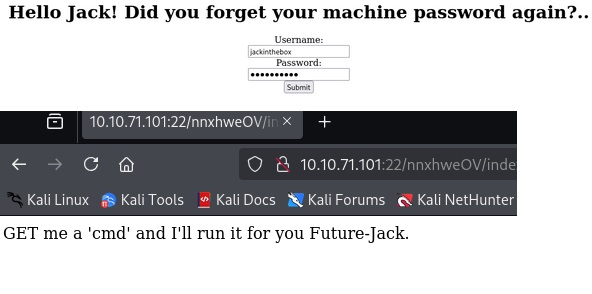 Hello Jack! Did you forget your machine password again?..
Username:
jackinthebox
Password:
••••••••••
Submit
10.10.71.101:22/nnxhweOV/in
10.10.71.101:22/nnxhweOV/inde
Kali Linux Kali Tools Kali Docs Kali Forums Kali NetHunter
GET me a 'cmd' and I'll run it for you Future-Jack.